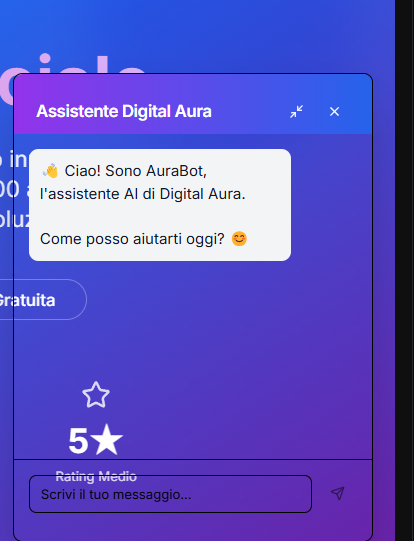 Assistente Digital Aura
👋 Ciao! Sono AuraBot,
l'assistente AI di Digital Aura.
Come posso aiutarti oggi? 😊
Gratuita
5★
Rating Medio
Scrivi il tuo messaggio...